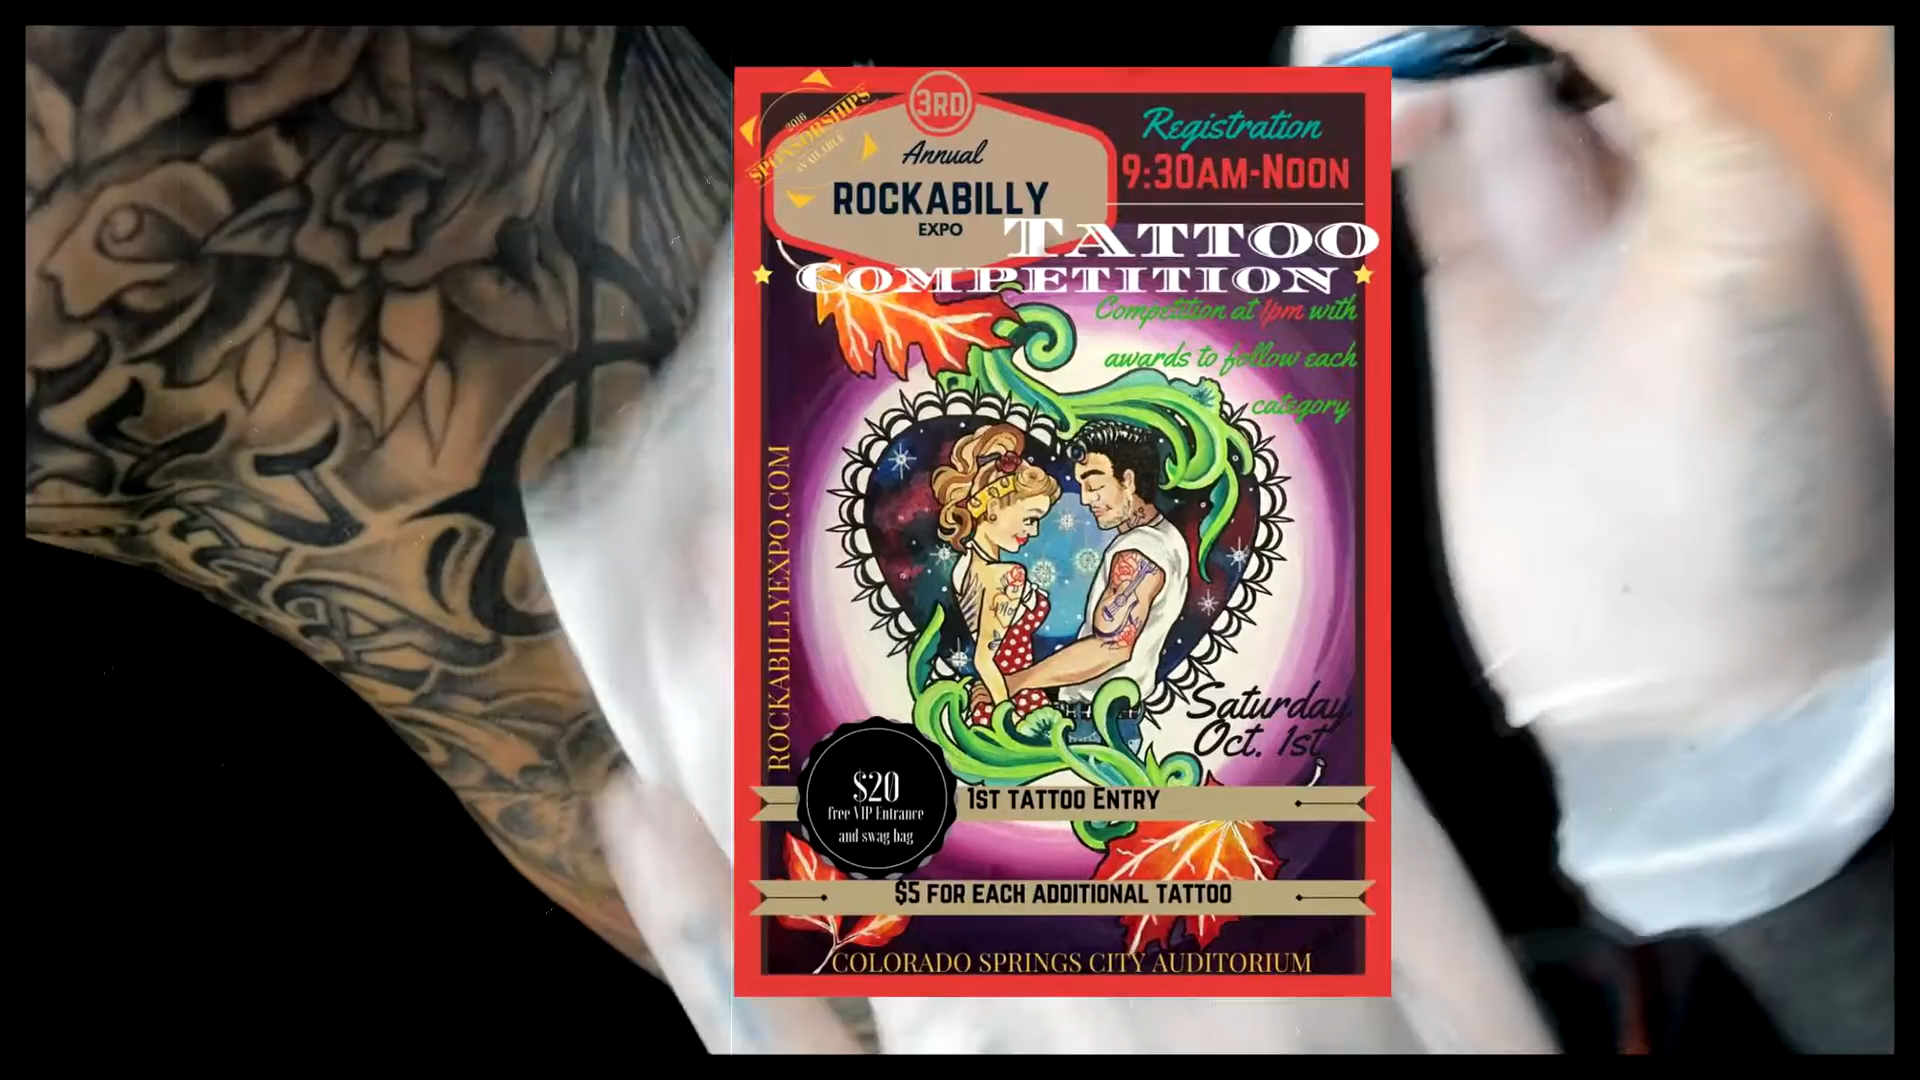 2016
SPONSORSHIPS
AVAILABLE
3RD
Annual
ROCKABILLY
EXPO
Registration
9:30AM-NOON
TATTOO
COMPETITION
Competition at 1pm with
awards to follow each
category
ROCKABILLYEXPO.COM
Saturday
Oct. 1st
$20
free VIP Entrance
and swag bag
1ST TATTOO ENTRY
$5 FOR EACH ADDITIONAL TATTOO
COLORADO SPRINGS CITY AUDITORIUM